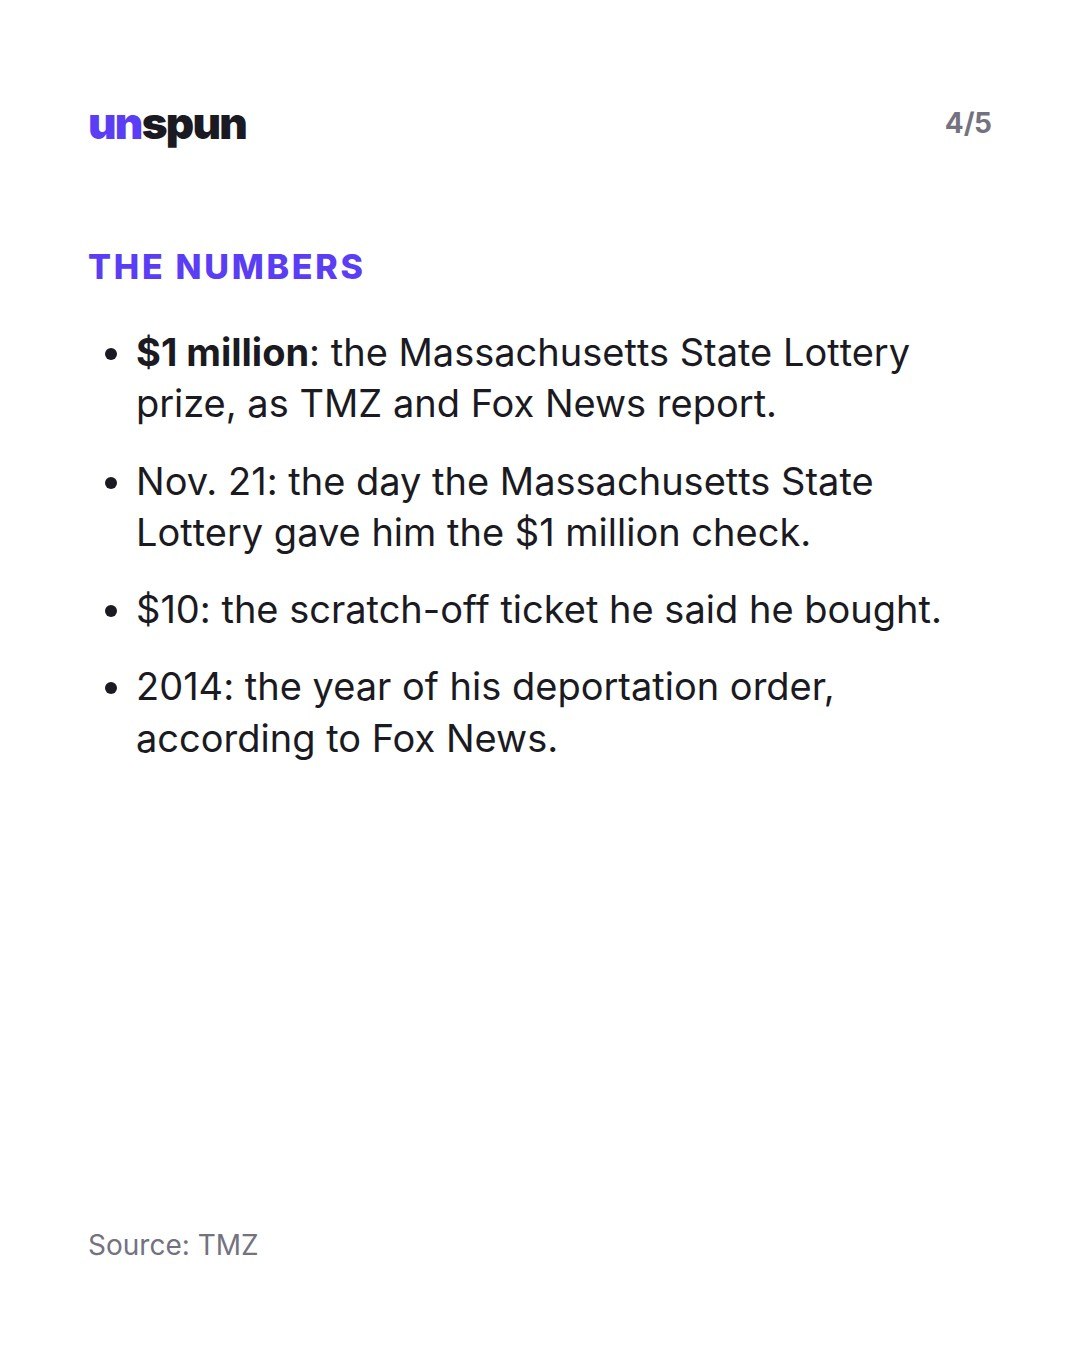 unspun
4/5
THE NUMBERS
• $1 million: the Massachusetts State Lottery
prize, as TMZ and Fox News report.
• Nov. 21: the day the Massachusetts State
Lottery gave him the $1 million check.
• $10: the scratch-off ticket he said he bought.
• 2014: the year of his deportation order,
according to Fox News.
Source: TMZ